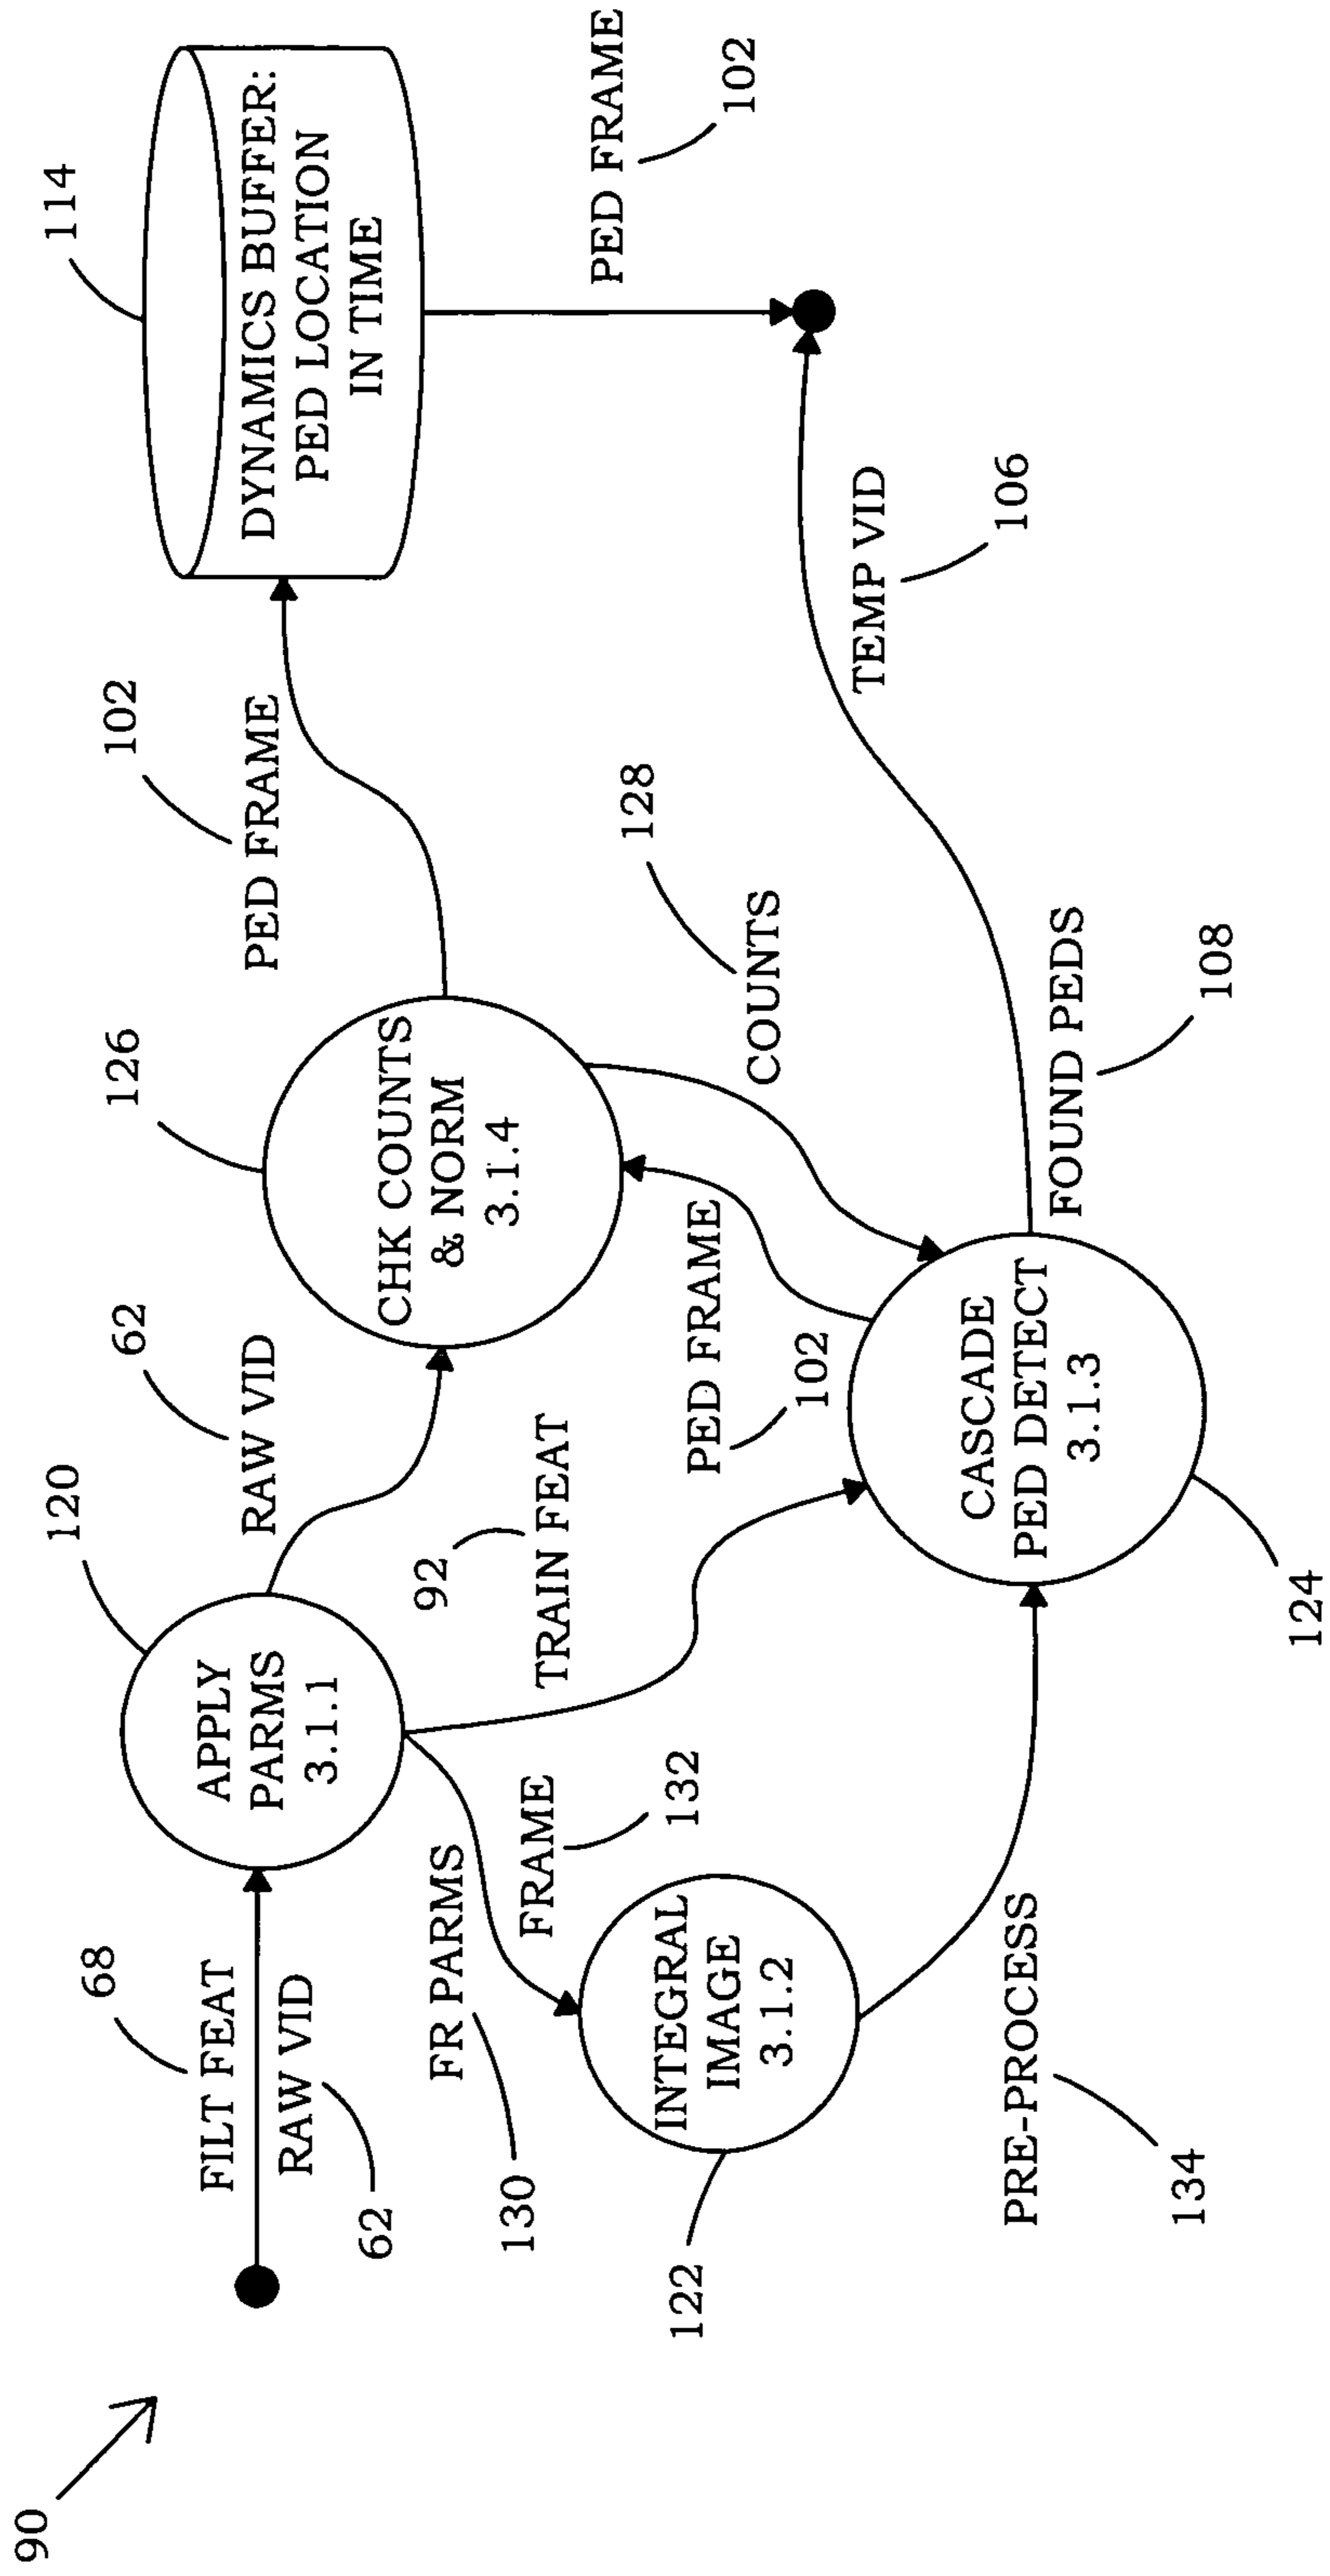 90
68
FILT FEAT
RAW VID
62
120
APPLY
PARMS
3.1.1
62
RAW VID
126
CHK COUNTS
& NORM
3.1.4
102
PED FRAME
114
DYNAMICS BUFFER:
PED LOCATION
IN TIME
PED FRAME
102
FR PARMS
130
FRAME
132
92
TRAIN FEAT
PED FRAME
102
128
COUNTS
TEMP VID
106
122
INTEGRAL
IMAGE
3.1.2
PRE-PROCESS
134
CASCADE
PED DETECT
3.1.3
124
FOUND PEDS
108